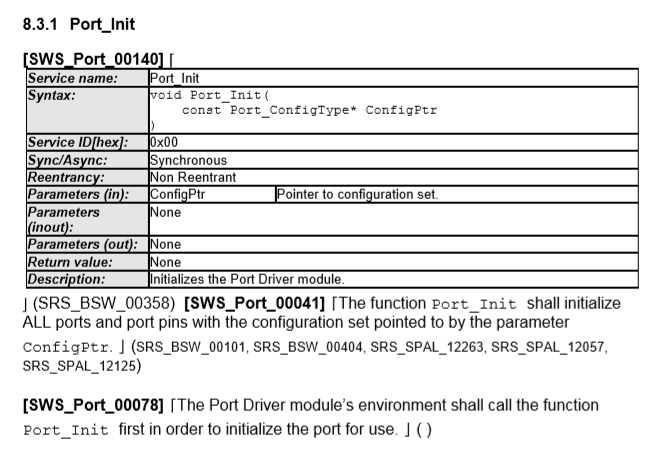 8.3.1 Port_Init
[SWS_Port_00140] ⌈
Service name: Port_Init
Syntax: void Port_Init(
const Port_ConfigType* ConfigPtr
)
Service ID[hex]: 0x00
Sync/Async: Synchronous
Reentrancy: Non Reentrant
Parameters (in): ConfigPtr Pointer to configuration set.
Parameters None
(inout):
Parameters (out): None
Return value: None
Description: Initializes the Port Driver module.
⌋ (SRS_BSW_00358) [SWS_Port_00041] ⌈The function Port_Init shall initialize
ALL ports and port pins with the configuration set pointed to by the parameter
ConfigPtr. ⌋ (SRS_BSW_00101, SRS_BSW_00404, SRS_SPAL_12263, SRS_SPAL_12057,
SRS_SPAL_12125)
[SWS_Port_00078] ⌈The Port Driver module’s environment shall call the function
Port_Init first in order to initialize the port for use. ⌋ ( )